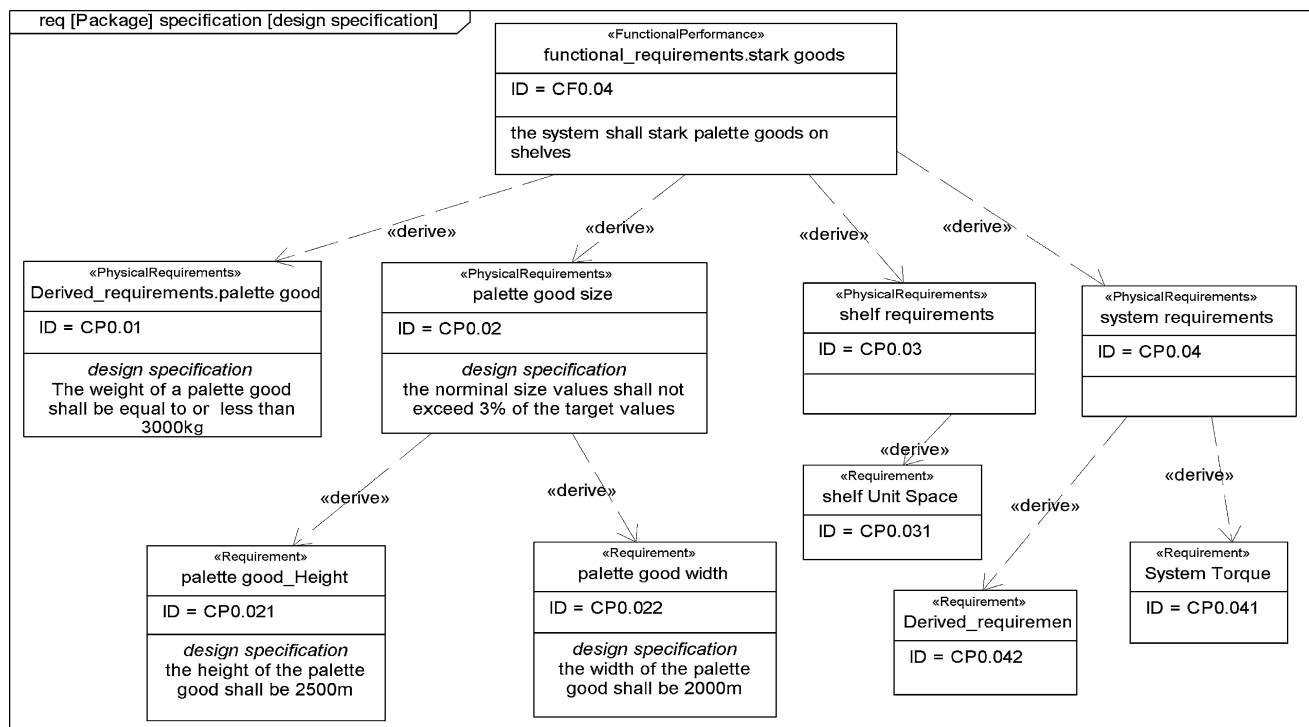 req [Package] specification [design specification]
«FunctionalPerformance»
functional_requirements.stark goods
ID = CF0.04
the system shall stark palette goods on
shelves
«derive»
«derive»
«derive»
«derive»
«PhysicalRequirements»
Derived_requirements.palette good
ID = CP0.01
design specification
The weight of a palette good
shall be equal to or less than
3000kg
«PhysicalRequirements»
palette good size
ID = CP0.02
design specification
the norminal size values shall not
exceed 3% of the target values
«PhysicalRequirements»
shelf requirements
ID = CP0.03
«PhysicalRequirements»
system requirements
ID = CP0.04
«derive»
«derive»
«derive»
«derive»
«derive»
«Requirement»
palette good_Height
ID = CP0.021
design specification
the height of the palette
good shall be 2500m
«Requirement»
palette good width
ID = CP0.022
design specification
the width of the palette
good shall be 2000m
«Requirement»
shelf Unit Space
ID = CP0.031
«Requirement»
Derived_requiremen
ID = CP0.042
«Requirement»
System Torque
ID = CP0.041